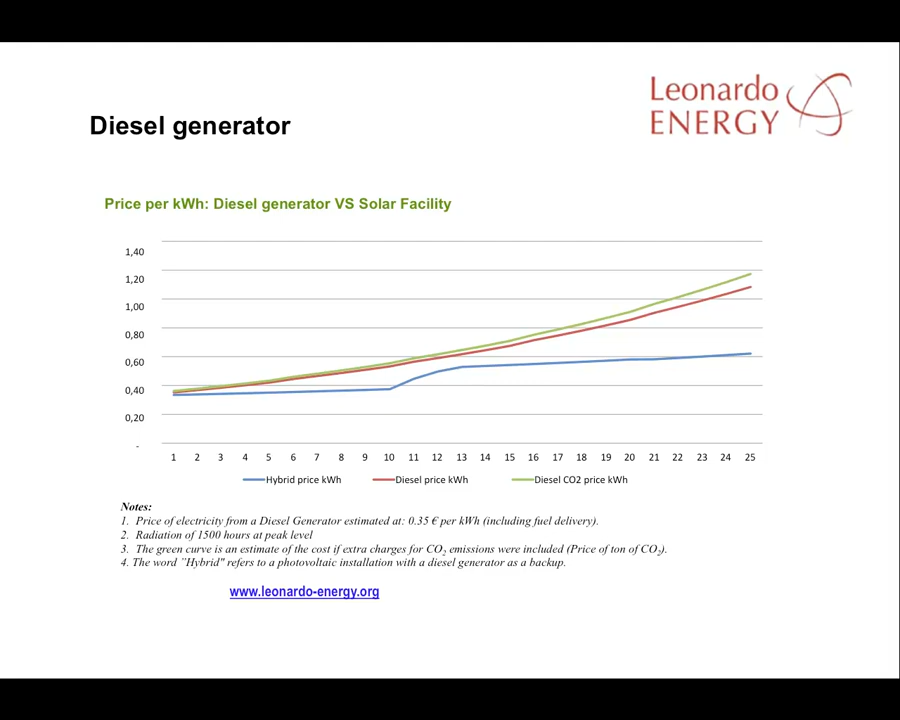 Leonardo
ENERGY
Diesel generator
Price per kWh: Diesel generator VS Solar Facility
1,40
1,20
1,00
0,80
0,60
0,40
0,20
-
1 2 3 4 5 6 7 8 9 10 11 12 13 14 15 16 17 18 19 20 21 22 23 24 25
Hybrid price kWh Diesel price kWh Diesel CO2 price kWh
Notes:
1. Price of electricity from a Diesel Generator estimated at: 0.35 € per kWh (including fuel delivery).
2. Radiation of 1500 hours at peak level
3. The green curve is an estimate of the cost if extra charges for CO₂ emissions were included (Price of ton of CO₂).
4. The word ¨Hybrid" refers to a photovoltaic installation with a diesel generator as a backup.
www.leonardo-energy.org